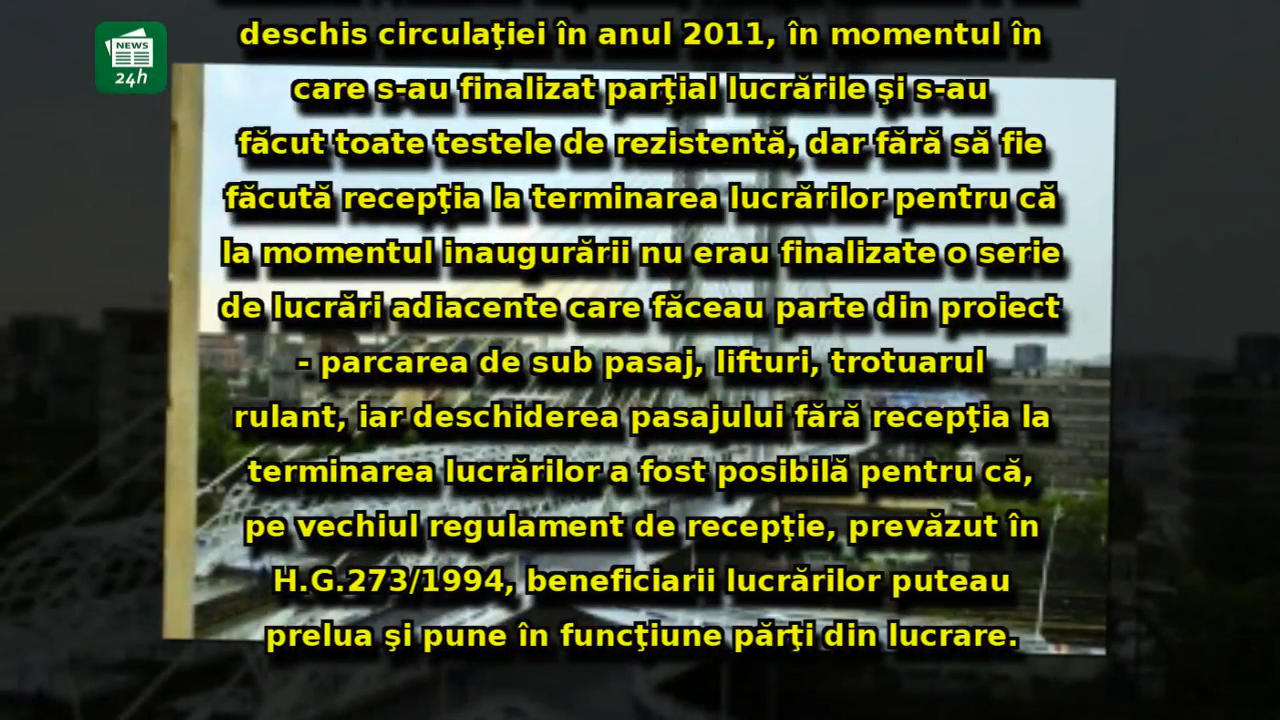 NEWS
24h
deschis circulaţiei în anul 2011, în momentul în
care s-au finalizat parţial lucrările şi s-au
făcut toate testele de rezistentă, dar fără să fie
făcută recepţia la terminarea lucrărilor pentru că
la momentul inaugurării nu erau finalizate o serie
de lucrări adiacente care făceau parte din proiect
- parcarea de sub pasaj, lifturi, trotuarul
rulant, iar deschiderea pasajului fără recepţia la
terminarea lucrărilor a fost posibilă pentru că,
pe vechiul regulament de recepţie, prevăzut în
H.G.273/1994, beneficiarii lucrărilor puteau
prelua şi pune în funcţiune părţi din lucrare.